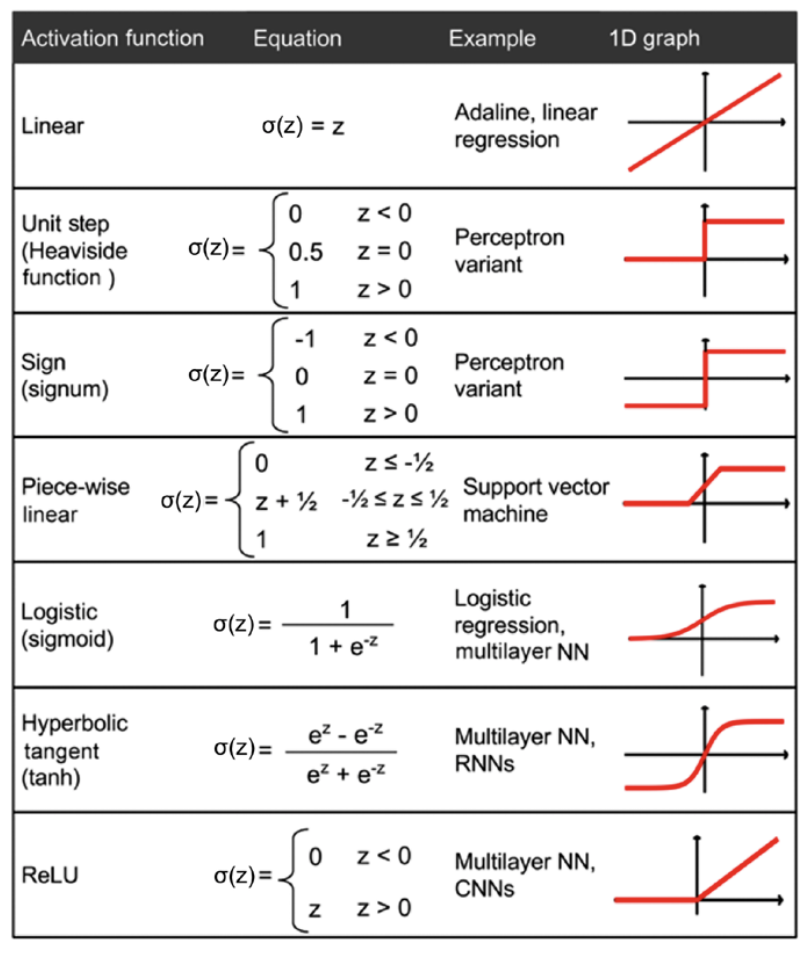 Activation function Equation Example 1D graph
Linear σ(z) = z Adaline, linear
regression
Unit step
(Heaviside
function )
σ(z)=
0 z < 0
0.5 z = 0
1 z > 0
Perceptron
variant
Sign
(signum)
σ(z)=
-1 z < 0
0 z = 0
1 z > 0
Perceptron
variant
Piece-wise
linear
σ(z)=
0 z ≤ -½
z + ½ -½ ≤ z ≤ ½
1 z ≥ ½
Support vector
machine
Logistic
(sigmoid)
σ(z)=
1
1 + e⁻ᶻ
Logistic
regression,
multilayer NN
Hyperbolic
tangent
(tanh)
σ(z)=
eᶻ - e⁻ᶻ
eᶻ + e⁻ᶻ
Multilayer NN,
RNNs
ReLU
σ(z)=
0 z < 0
z z > 0
Multilayer NN,
CNNs